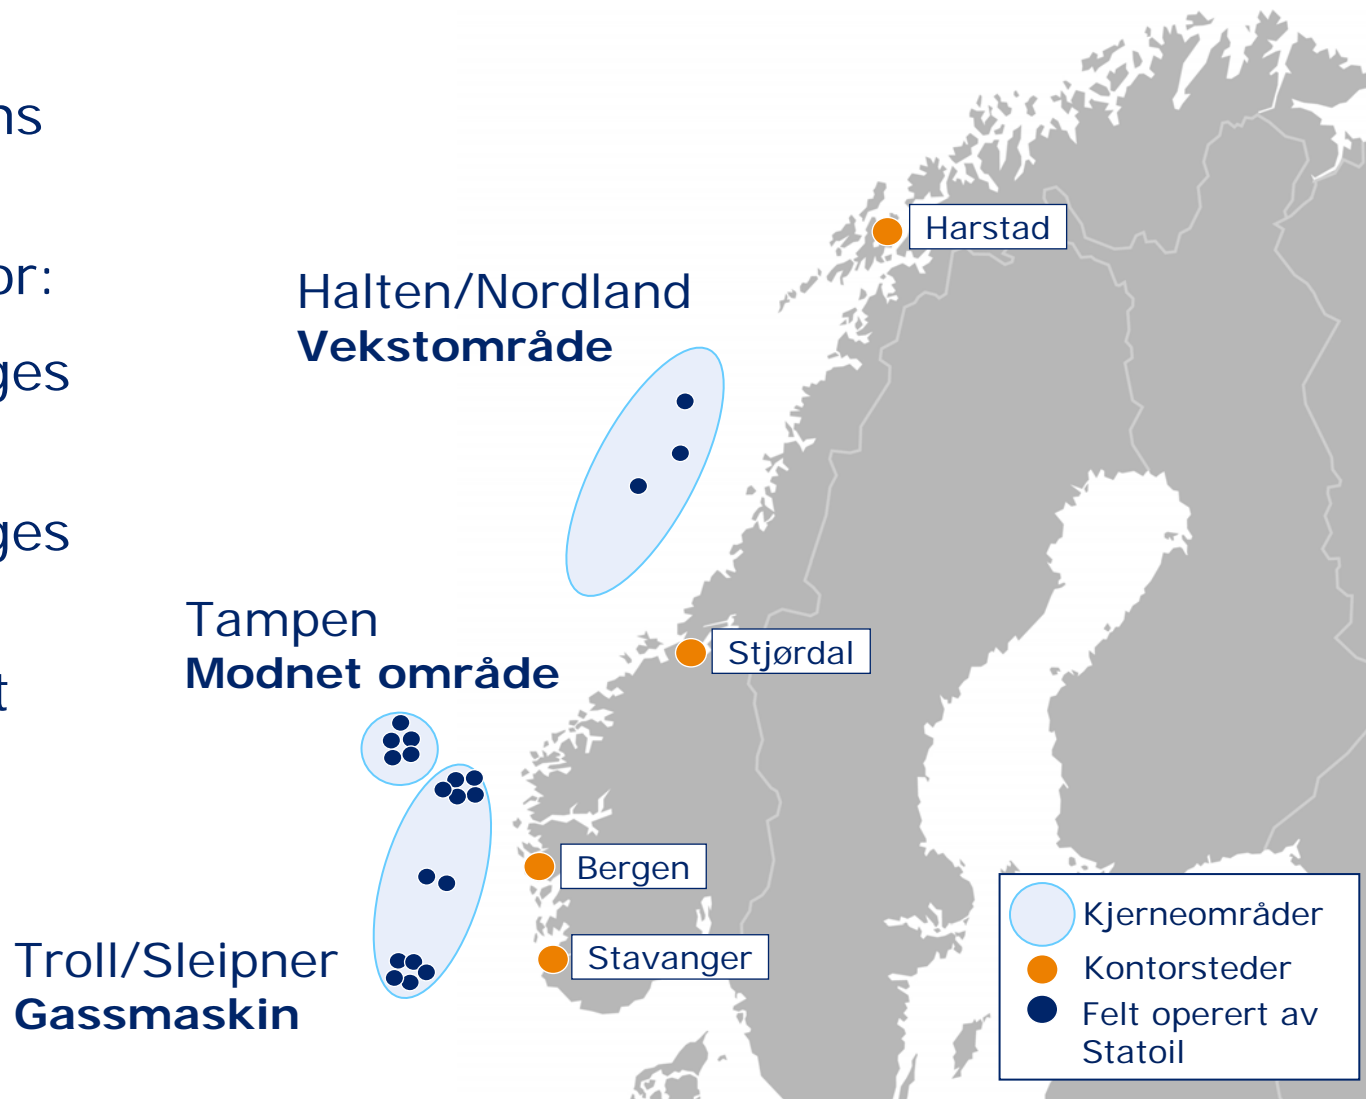 ns
or:
ges
ges
t
Harstad
Halten/Nordland
Vekstområde
Tampen
Modnet område
Stjørdal
Bergen
Stavanger
Troll/Sleipner
Gassmaskin
Kjerneområder
Kontorsteder
Felt operert av
Statoil